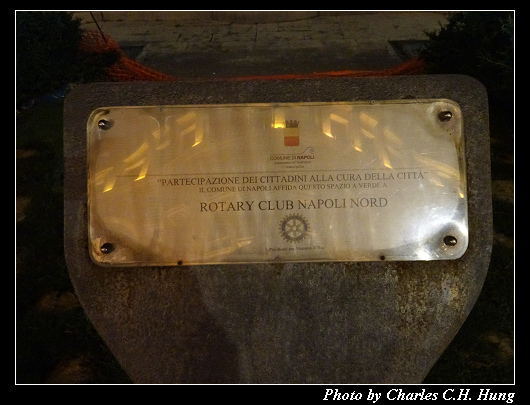 COMUNE DI NAPOLI
"PARTECIPAZIONE DEI CITTADINI ALLA CURA DELLA CITTÀ"
IL COMUNE DI NAPOLI AFFIDA QUESTO SPAZIO A VERDE A
ROTARY CLUB NAPOLI NORD
Photo by Charles C.H. Hung